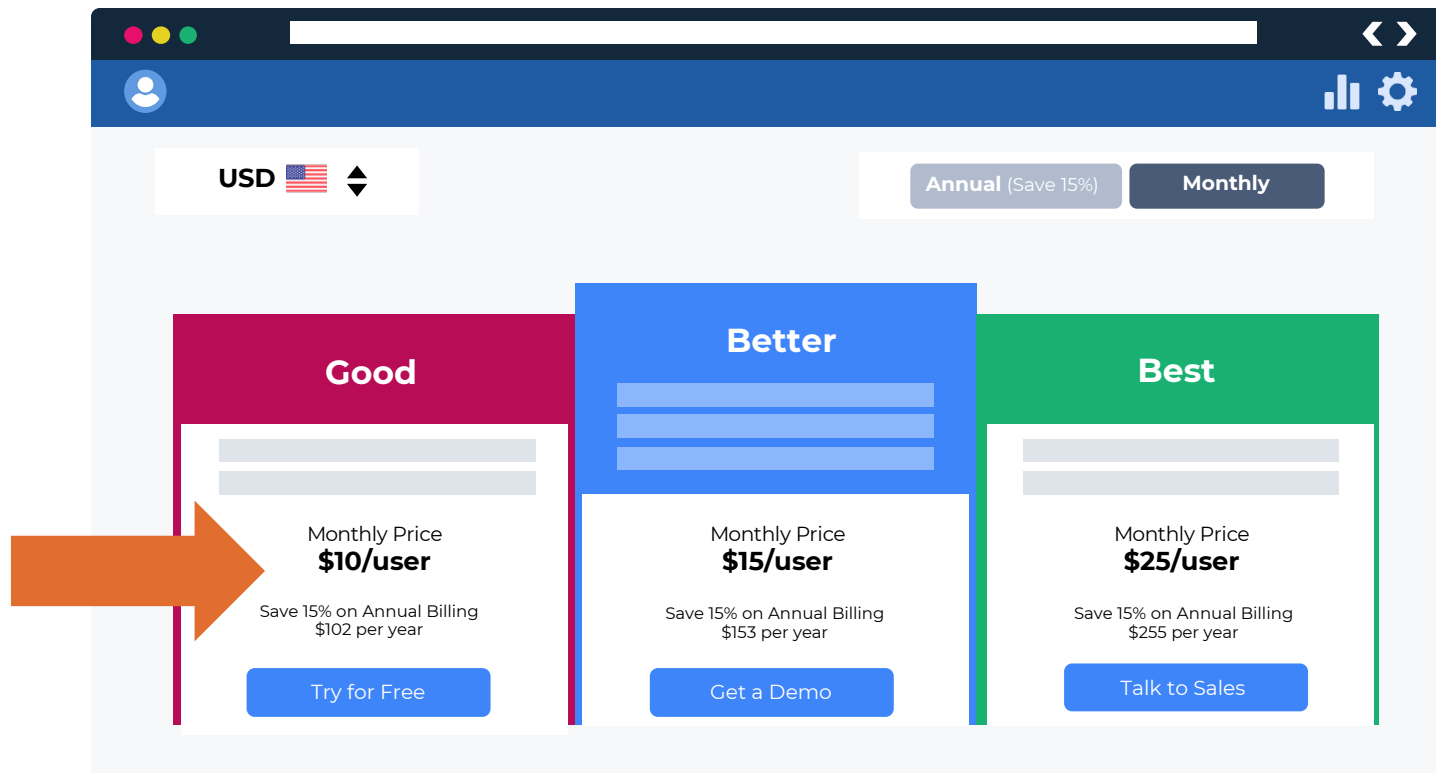 USD
Annual (Save 15%)
Monthly
Good
Better
Best
Monthly Price
$10/user
Save 15% on Annual Billing
$102 per year
Try for Free
Monthly Price
$15/user
Save 15% on Annual Billing
$153 per year
Get a Demo
Monthly Price
$25/user
Save 15% on Annual Billing
$255 per year
Talk to Sales